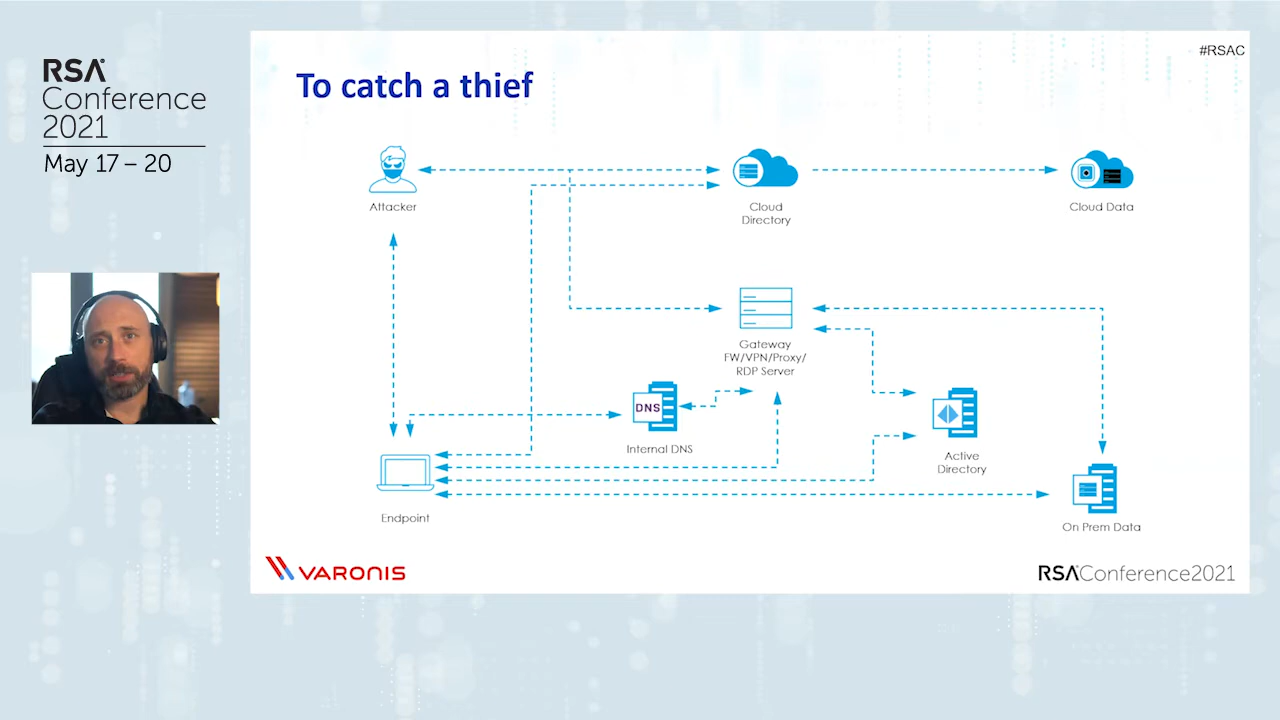 RSA
Conference
2021
May 17 – 20
#RSAC
To catch a thief
Attacker
Cloud
Directory
Cloud Data
Gateway
FW/VPN/Proxy/
RDP Server
DNS
Internal DNS
Active
Directory
Endpoint
On Prem Data
VARONIS
RSAConference2021